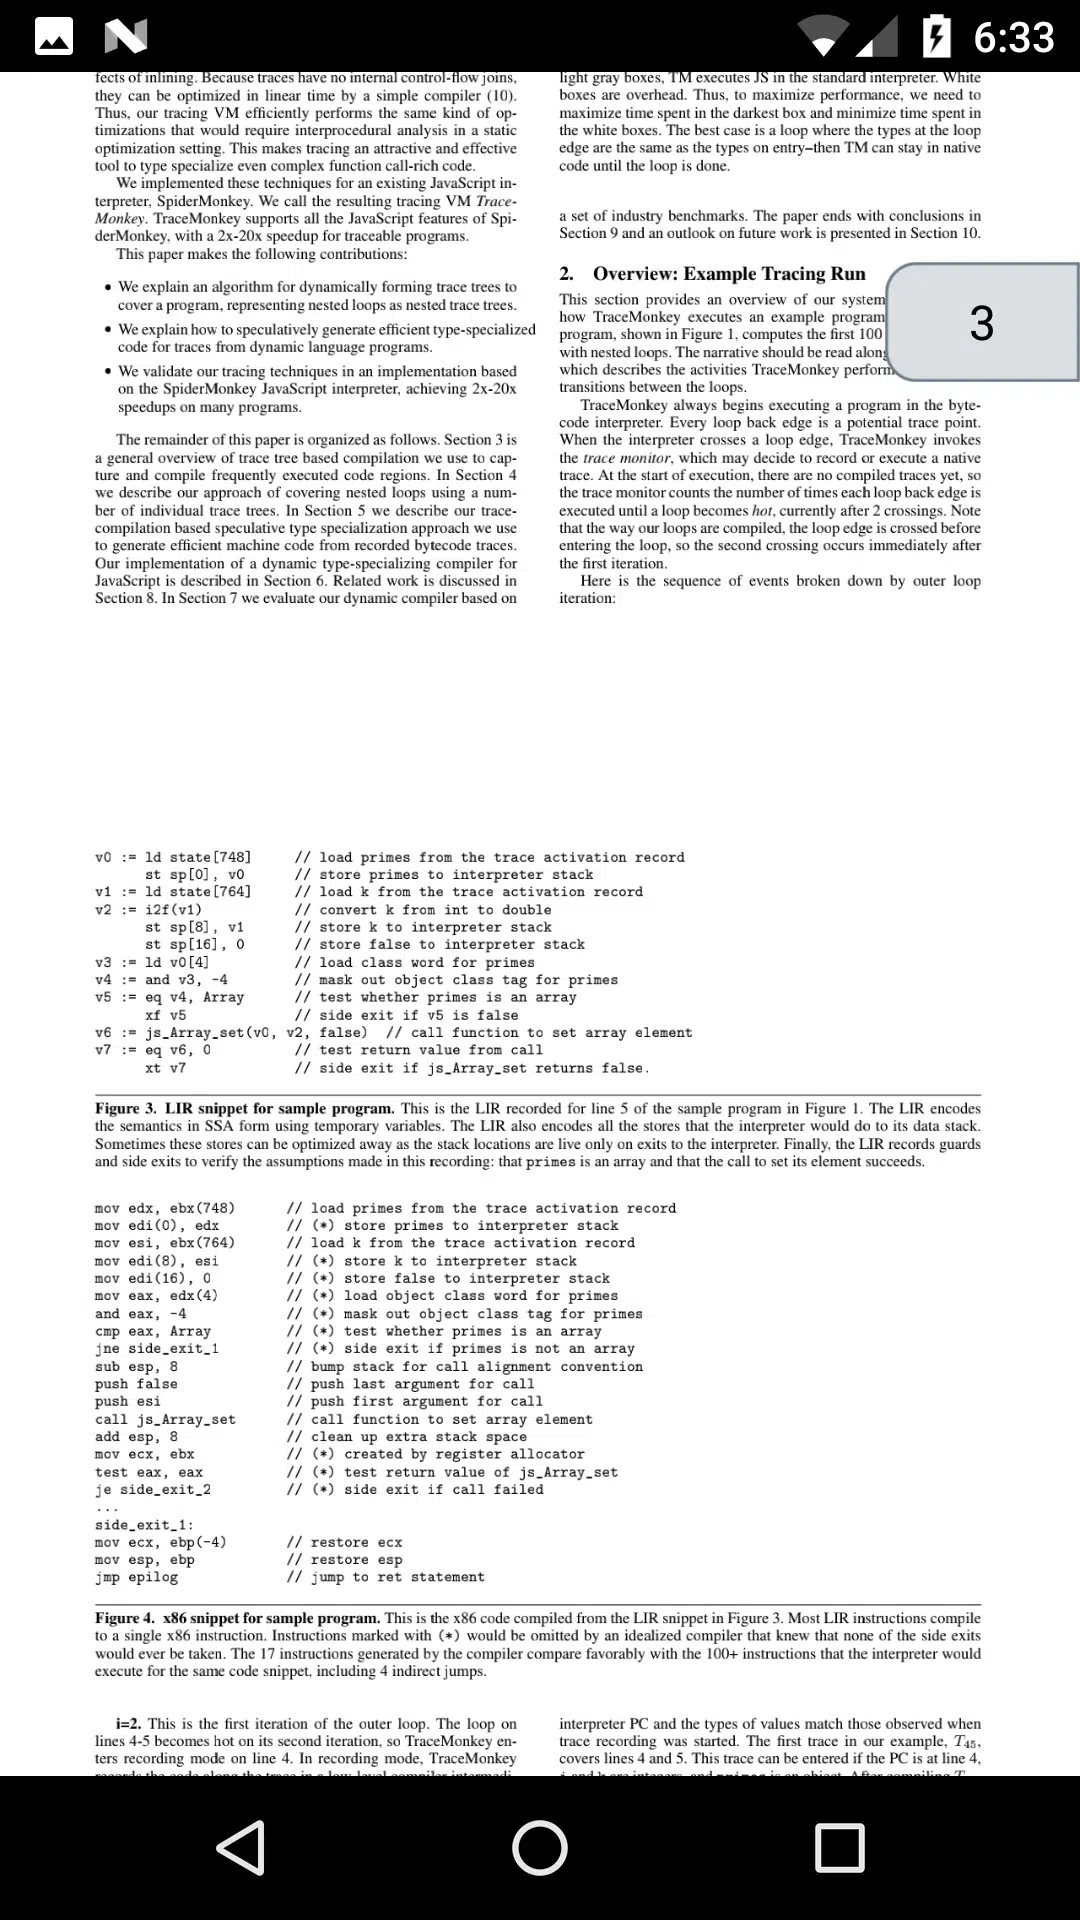 6:33
fects of inlining. Because traces have no internal control-flow joins,
they can be optimized in linear time by a simple compiler (10).
Thus, our tracing VM efficiently performs the same kind of op-
timizations that would require interprocedural analysis in a static
optimization setting. This makes tracing an attractive and effective
tool to type specialize even complex function call-rich code.
We implemented these techniques for an existing JavaScript in-
terpreter, SpiderMonkey. We call the resulting tracing VM Trace-
Monkey. TraceMonkey supports all the JavaScript features of Spi-
derMonkey, with a 2x-20x speedup for traceable programs.
This paper makes the following contributions:
• We explain an algorithm for dynamically forming trace trees to
cover a program, representing nested loops as nested trace trees.
• We explain how to speculatively generate efficient type-specialized
code for traces from dynamic language programs.
• We validate our tracing techniques in an implementation based
on the SpiderMonkey JavaScript interpreter, achieving 2x-20x
speedups on many programs.
The remainder of this paper is organized as follows. Section 3 is
a general overview of trace tree based compilation we use to cap-
ture and compile frequently executed code regions. In Section 4
we describe our approach of covering nested loops using a num-
ber of individual trace trees. In Section 5 we describe our trace-
compilation based speculative type specialization approach we use
to generate efficient machine code from recorded bytecode traces.
Our implementation of a dynamic type-specializing compiler for
JavaScript is described in Section 6. Related work is discussed in
Section 8. In Section 7 we evaluate our dynamic compiler based on
light gray boxes, TM executes JS in the standard interpreter. White
boxes are overhead. Thus, to maximize performance, we need to
maximize time spent in the darkest box and minimize time spent in
the white boxes. The best case is a loop where the types at the loop
edge are the same as the types on entry–then TM can stay in native
code until the loop is done.
a set of industry benchmarks. The paper ends with conclusions in
Section 9 and an outlook on future work is presented in Section 10.
2. Overview: Example Tracing Run
This section provides an overview of our system
how TraceMonkey executes an example program
program, shown in Figure 1, computes the first 100
with nested loops. The narrative should be read along
which describes the activities TraceMonkey perform
transitions between the loops.
3
TraceMonkey always begins executing a program in the byte-
code interpreter. Every loop back edge is a potential trace point.
When the interpreter crosses a loop edge, TraceMonkey invokes
the trace monitor, which may decide to record or execute a native
trace. At the start of execution, there are no compiled traces yet, so
the trace monitor counts the number of times each loop back edge is
executed until a loop becomes hot, currently after 2 crossings. Note
that the way our loops are compiled, the loop edge is crossed before
entering the loop, so the second crossing occurs immediately after
the first iteration.
Here is the sequence of events broken down by outer loop
iteration:
v0 := ld state[748] // load primes from the trace activation record
st sp[0], v0 // store primes to interpreter stack
v1 := ld state[764] // load k from the trace activation record
v2 := i2f(v1) // convert k from int to double
st sp[8], v1 // store k to interpreter stack
st sp[16], 0 // store false to interpreter stack
v3 := ld v0[4] // load class word for primes
v4 := and v3, -4 // mask out object class tag for primes
v5 := eq v4, Array // test whether primes is an array
xf v5 // side exit if v5 is false
v6 := js_Array_set(v0, v2, false) // call function to set array element
v7 := eq v6, 0 // test return value from call
xt v7 // side exit if js_Array_set returns false.
Figure 3. LIR snippet for sample program. This is the LIR recorded for line 5 of the sample program in Figure 1. The LIR encodes
the semantics in SSA form using temporary variables. The LIR also encodes all the stores that the interpreter would do to its data stack.
Sometimes these stores can be optimized away as the stack locations are live only on exits to the interpreter. Finally, the LIR records guards
and side exits to verify the assumptions made in this recording: that primes is an array and that the call to set its element succeeds.
mov edx, ebx(748) // load primes from the trace activation record
mov edi(0), edx // (*) store primes to interpreter stack
mov esi, ebx(764) // load k from the trace activation record
mov edi(8), esi // (*) store k to interpreter stack
mov edi(16), 0 // (*) store false to interpreter stack
mov eax, edx(4) // (*) load object class word for primes
and eax, -4 // (*) mask out object class tag for primes
cmp eax, Array // (*) test whether primes is an array
jne side_exit_1 // (*) side exit if primes is not an array
sub esp, 8 // bump stack for call alignment convention
push false // push last argument for call
push esi // push first argument for call
call js_Array_set // call function to set array element
add esp, 8 // clean up extra stack space
mov ecx, ebx // (*) created by register allocator
test eax, eax // (*) test return value of js_Array_set
je side_exit_2 // (*) side exit if call failed
...
side_exit_1:
mov ecx, ebp(-4) // restore ecx
mov esp, ebp // restore esp
jmp epilog // jump to ret statement
Figure 4. x86 snippet for sample program. This is the x86 code compiled from the LIR snippet in Figure 3. Most LIR instructions compile
to a single x86 instruction. Instructions marked with (*) would be omitted by an idealized compiler that knew that none of the side exits
would ever be taken. The 17 instructions generated by the compiler compare favorably with the 100+ instructions that the interpreter would
execute for the same code snippet, including 4 indirect jumps.
i=2. This is the first iteration of the outer loop. The loop on
lines 4-5 becomes hot on its second iteration, so TraceMonkey en-
ters recording mode on line 4. In recording mode, TraceMonkey
records the code along the trace in a low-level compiler intermedi-
interpreter PC and the types of values match those observed when
trace recording was started. The first trace in our example, T45,
covers lines 4 and 5. This trace can be entered if the PC is at line 4,